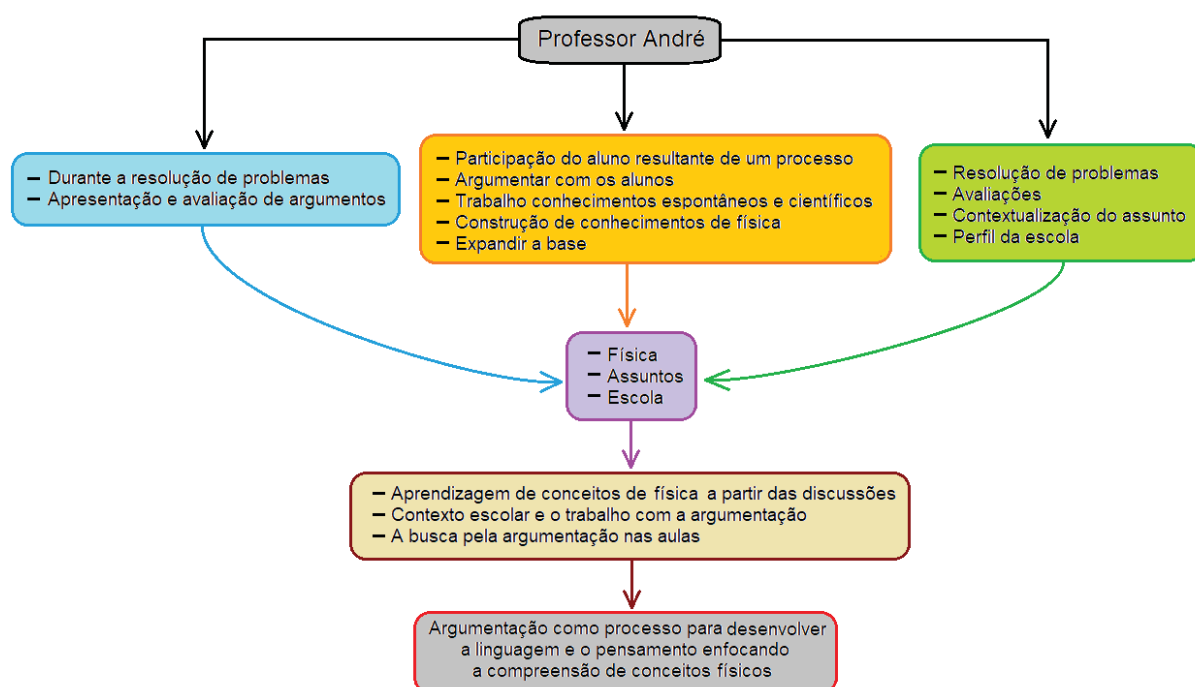 Professor André
– Durante a resolução de problemas
– Apresentação e avaliação de argumentos
– Participação do aluno resultante de um processo
– Argumentar com os alunos
– Trabalho conhecimentos espontâneos e científicos
– Construção de conhecimentos de física
– Expandir a base
– Resolução de problemas
– Avaliações
– Contextualização do assunto
– Perfil da escola
– Física
– Assuntos
– Escola
– Aprendizagem de conceitos de física a partir das discussões
– Contexto escolar e o trabalho com a argumentação
– A busca pela argumentação nas aulas
Argumentação como processo para desenvolver
a linguagem e o pensamento enfocando
a compreensão de conceitos físicos